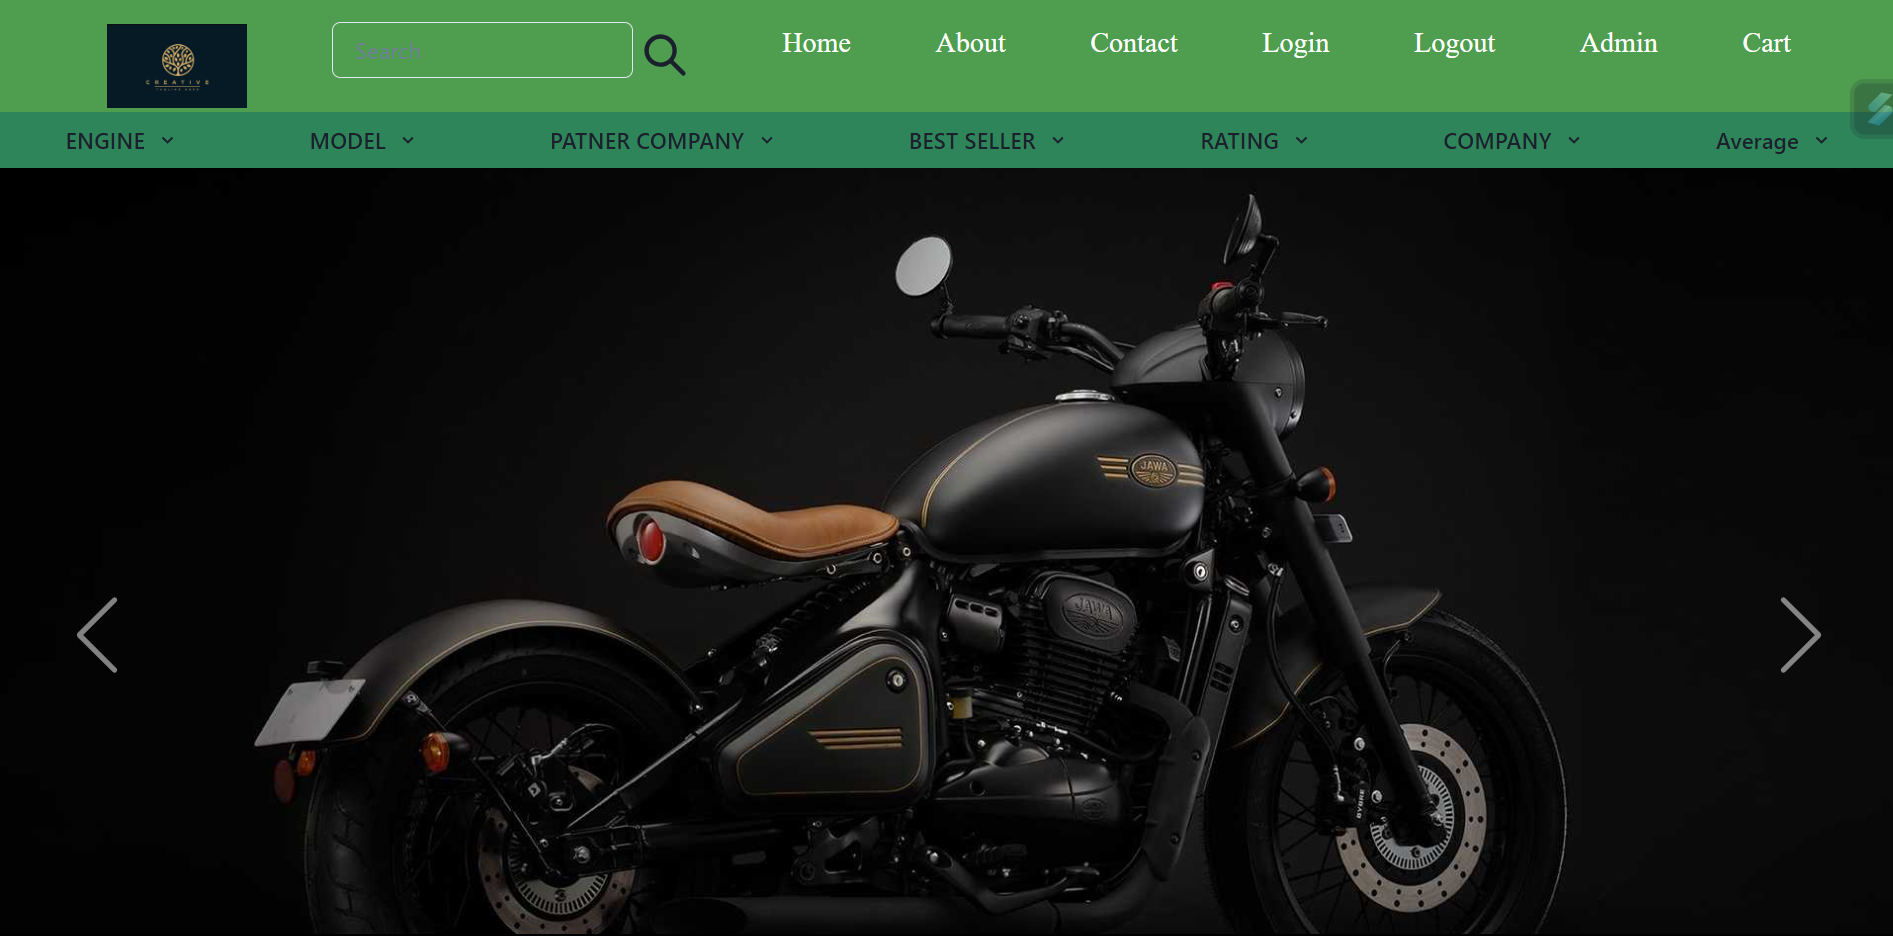 CREATIVE
Search
Home About Contact Login Logout Admin Cart
ENGINE MODEL PATNER COMPANY BEST SELLER RATING COMPANY Average
JAWA
JAWA
BYBRE